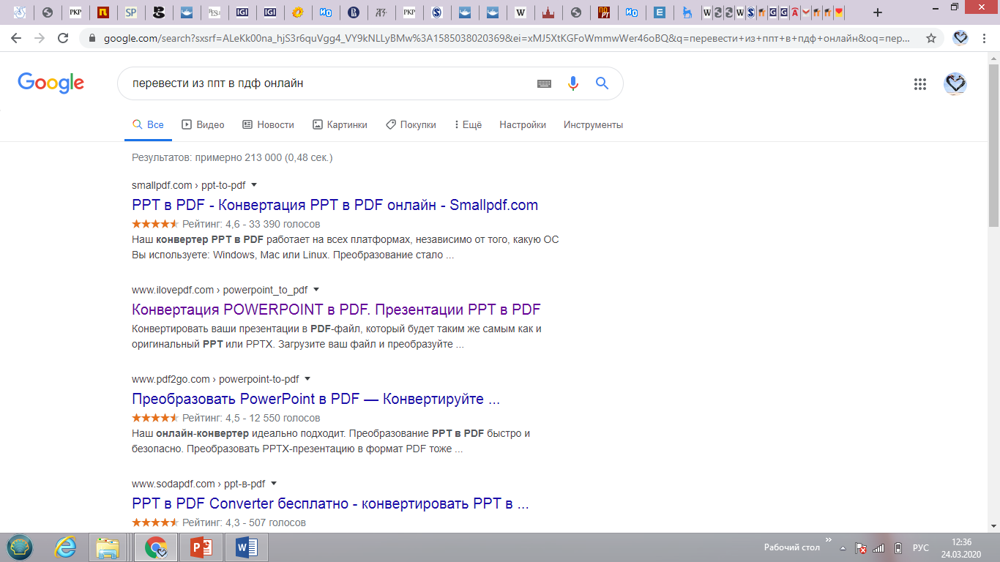 google.com/search?sxsrf=ALeKk00na_hjS3r6quVgg4_VY9kNLLyBMw%3A1585038020369&ei=xMJ5XtKGFoWmmwWer46oBQ&q=перевести+из+ппт+в+пдф+онлайн&oq=пер...
Google
перевести из ппт в пдф онлайн
Все Видео Новости Картинки Покупки Ещё Настройки Инструменты
Результатов: примерно 213 000 (0,48 сек.)
smallpdf.com › ppt-to-pdf
PPT в PDF - Конвертация PPT в PDF онлайн - Smallpdf.com
Рейтинг: 4,6 - 33 390 голосов
Наш конвертер PPT в PDF работает на всех платформах, независимо от того, какую ОС
Вы используете: Windows, Mac или Linux. Преобразование стало ...
www.ilovepdf.com › powerpoint_to_pdf
Конвертация POWERPOINT в PDF. Презентации PPT в PDF
Конвертировать ваши презентации в PDF-файл, который будет таким же самым как и
оригинальный PPT или PPTX. Загрузите ваш файл и преобразуйте ...
www.pdf2go.com › powerpoint-to-pdf
Преобразовать PowerPoint в PDF — Конвертируйте ...
Рейтинг: 4,5 - 12 550 голосов
Наш онлайн-конвертер идеально подходит. Преобразование PPT в PDF быстро и
безопасно. Преобразовать PPTX-презентацию в формат PDF тоже ...
www.sodapdf.com › ppt-в-pdf
PPT в PDF Converter бесплатно - конвертировать PPT в ...
Рейтинг: 4,3 - 507 голосов
Рабочий стол
РУС
12:36
24.03.2020